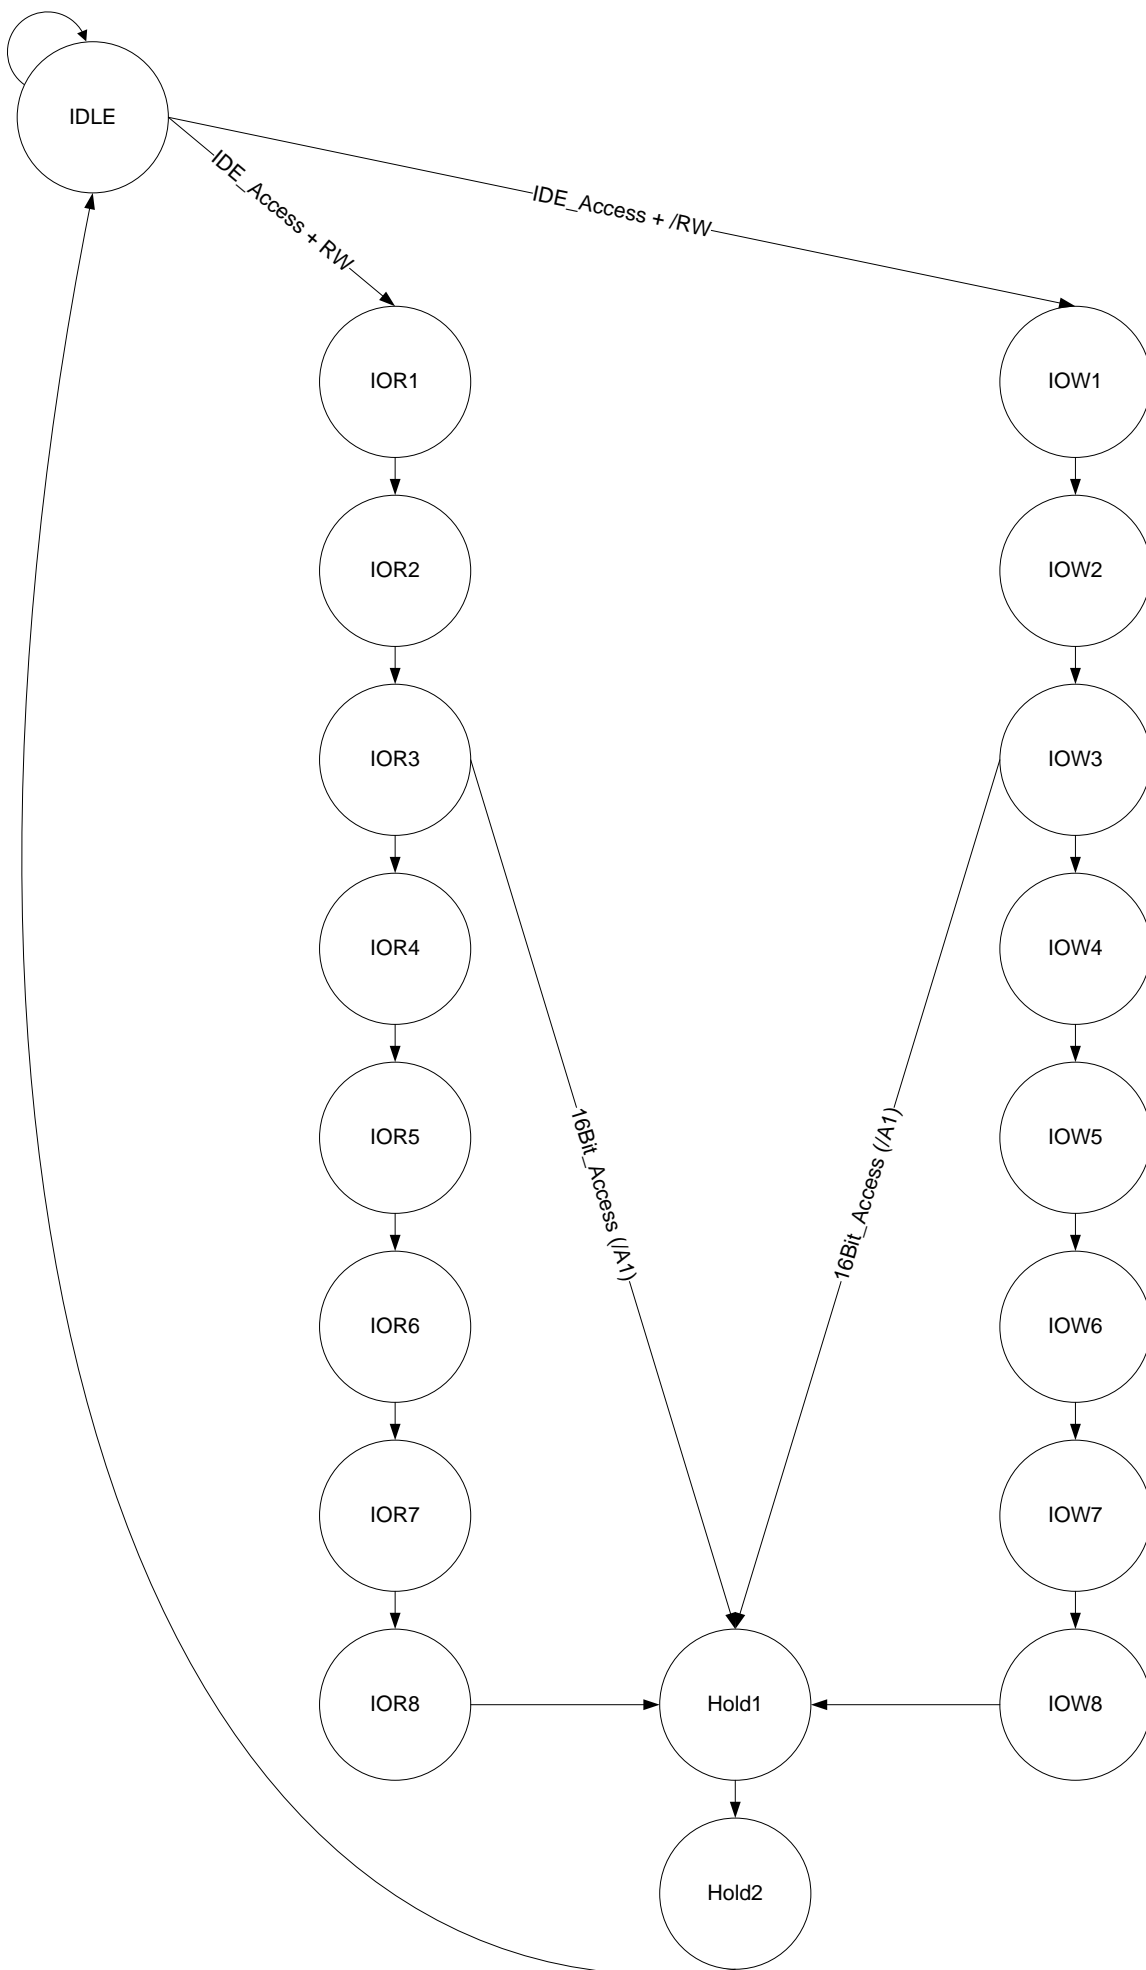 IDLE
IDE_Access + RW
IDE_Access + /RW
IOR1
IOW1
IOR2
IOW2
IOR3
IOW3
IOR4
IOW4
16Bit_Access (/A1)
16Bit_Access (/A1)
IOR5
IOW5
IOR6
IOW6
IOR7
IOW7
IOR8
Hold1
IOW8
Hold2